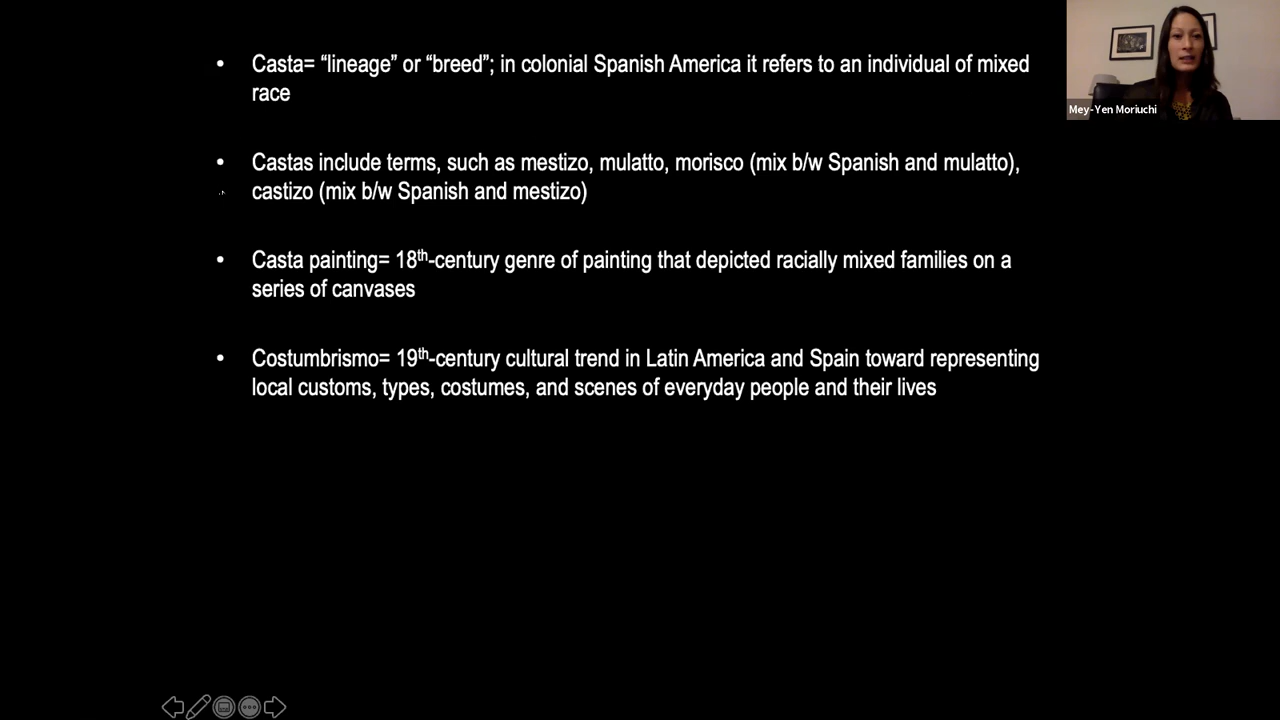 • Casta= “lineage” or “breed”; in colonial Spanish America it refers to an individual of mixed
race
• Castas include terms, such as mestizo, mulatto, morisco (mix b/w Spanish and mulatto),
castizo (mix b/w Spanish and mestizo)
• Casta painting= 18th-century genre of painting that depicted racially mixed families on a
series of canvases
• Costumbrismo= 19th-century cultural trend in Latin America and Spain toward representing
local customs, types, costumes, and scenes of everyday people and their lives
Mey-Yen Moriuchi